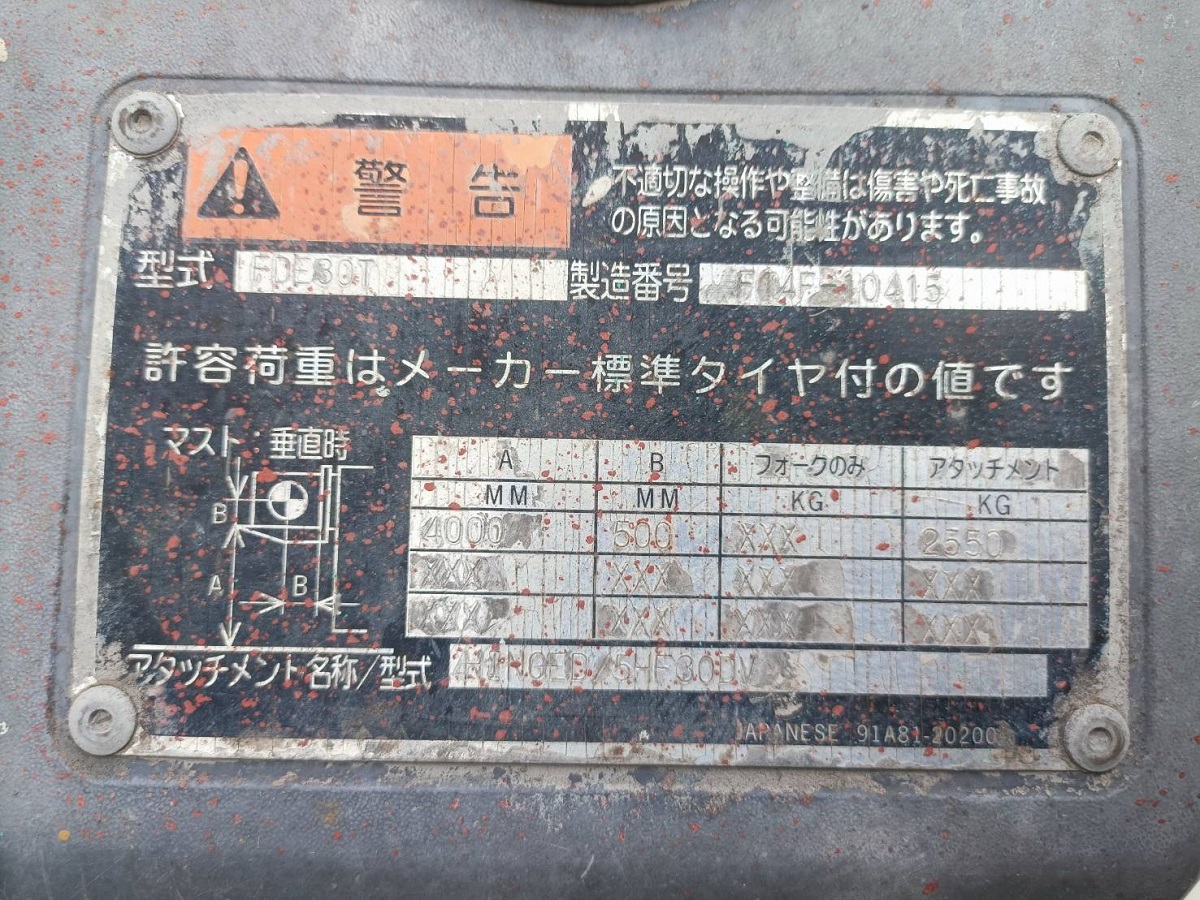 警告
不適切な操作や整備は傷害や死亡事故
の原因となる可能性があります。
型式 FDE30T 製造番号 F14E-10415
許容荷重はメーカー標準タイヤ付の値です
マスト:垂直時
B
A
B
A B フォークのみ アタッチメント
MM MM KG KG
4000 500 XXX 2550
XXX XXX XXX XXX
XXX XXX XXX XXX
アタッチメント名称/型式
JAPANESE 91A81-20200